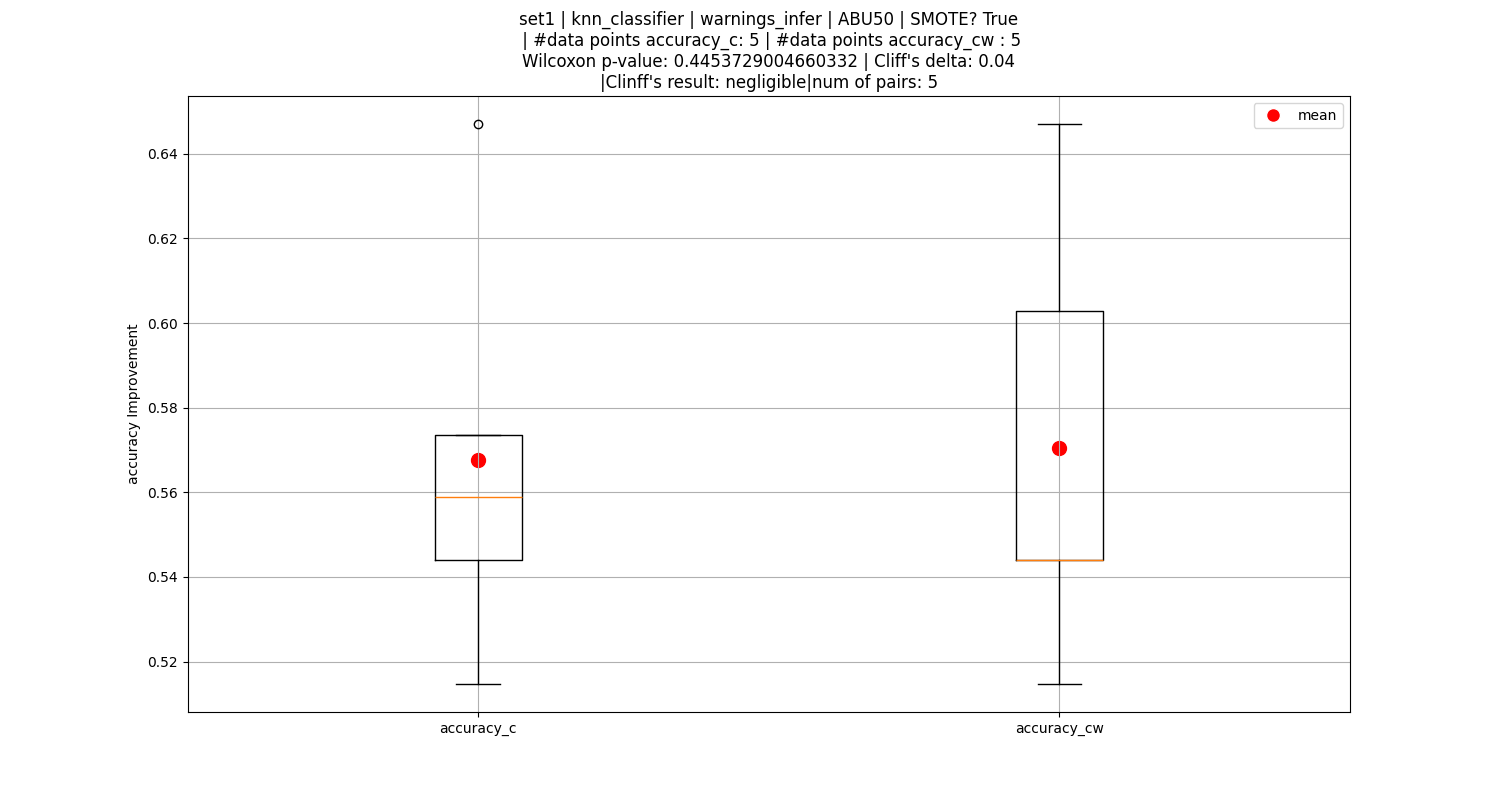 set1 | knn_classifier | warnings_infer | ABU50 | SMOTE? True
| #data points accuracy_c: 5 | #data points accuracy_cw : 5
Wilcoxon p-value: 0.4453729004660332 | Cliff's delta: 0.04
|Clinff's result: negligible|num of pairs: 5
mean
0.64
0.62
0.60
0.58
0.56
0.54
0.52
accuracy Improvement
accuracy_c
accuracy_cw